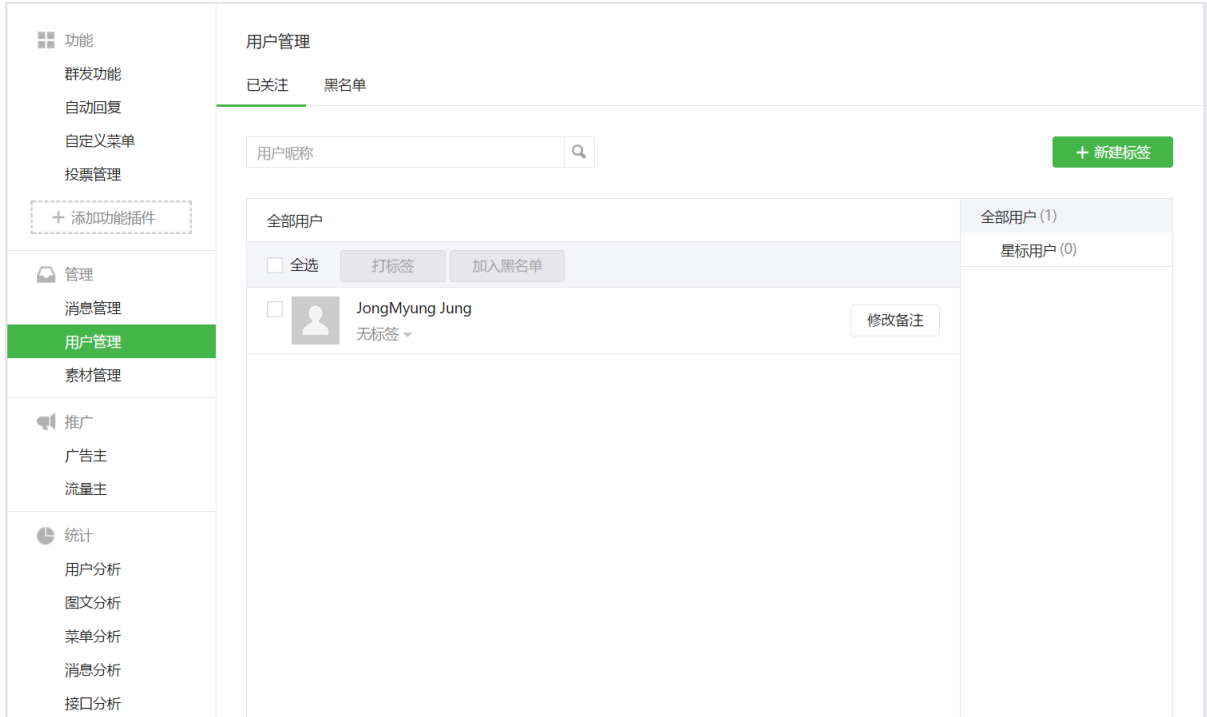 功能
群发功能
自动回复
自定义菜单
投票管理
添加功能插件
管理
消息管理
用户管理
素材管理
推广
广告主
流量主
统计
用户分析
图文分析
菜单分析
消息分析
接口分析
用户管理
已关注 黑名单
用户昵称
+ 新建标签
全部用户
全选 打标签 加入黑名单
JongMyung Jung
无标签
修改备注
全部用户 (1)
星标用户 (0)